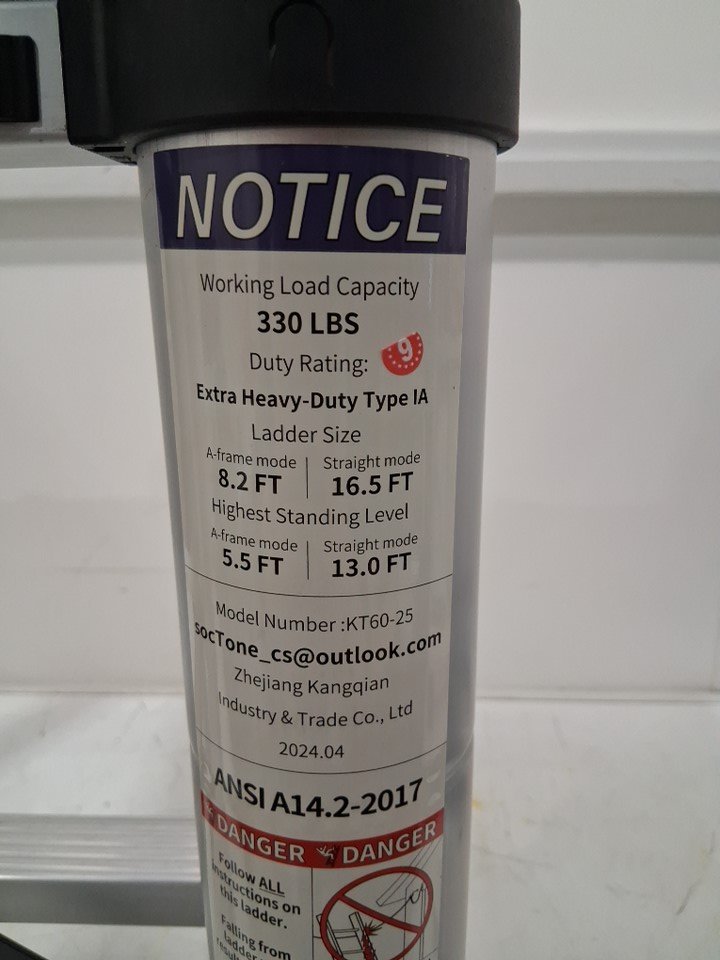 NOTICE
Working Load Capacity
330 LBS
Duty Rating:
9
Extra Heavy-Duty Type IA
Ladder Size
A-frame mode
8.2 FT
Straight mode
16.5 FT
Highest Standing Level
A-frame mode
5.5 FT
Straight mode
13.0 FT
Model Number :KT60-25
socTone_cs@outlook.com
Zhejiang Kangqian
Industry & Trade Co., Ltd
2024.04
ANSI A14.2-2017
DANGER DANGER
Follow ALL
instructions on
this ladder.
Falling from
ladder